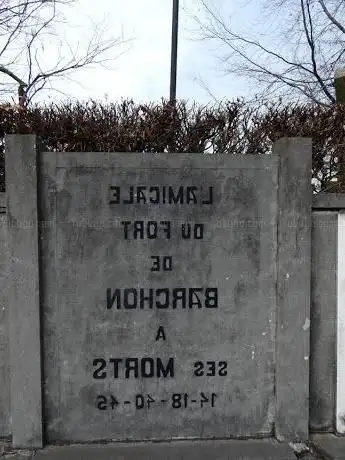 L'AMICALE
DU FORT
DE
BARCHON
A
SES MORTS
14-18-40-45